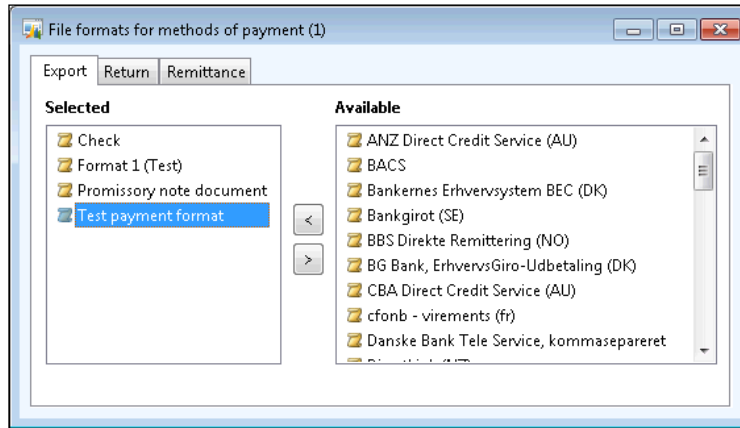 File formats for methods of payment (1)
Export Return Remittance
Selected
Check
Format 1 (Test)
Promissory note document
Test payment format
<
>
Available
ANZ Direct Credit Service (AU)
BACS
Bankernes Erhvervsystem BEC (DK)
Bankgirot (SE)
BBS Direkte Remittering (NO)
BG Bank, ErhvervsGiro-Udbetaling (DK)
CBA Direct Credit Service (AU)
cfonb - virements (fr)
Danske Bank Tele Service, kommasepareret